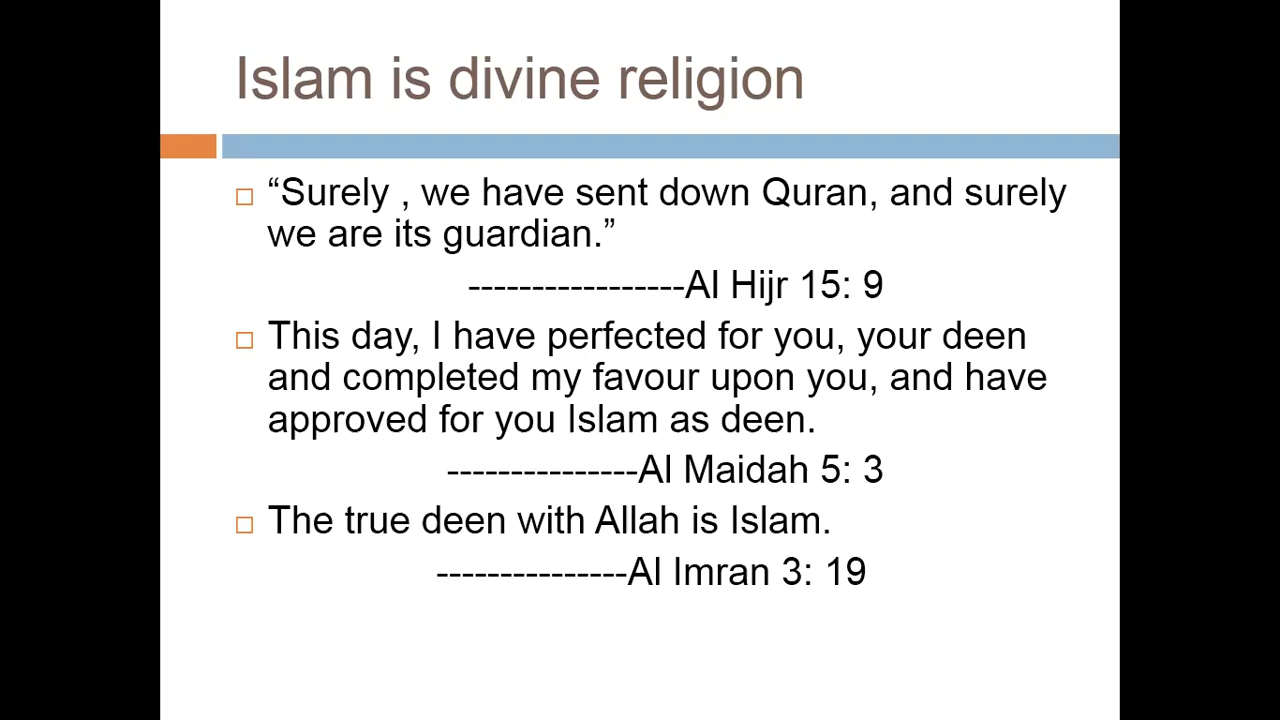 Islam is divine religion
“Surely , we have sent down Quran, and surely
we are its guardian.”
-----------------Al Hijr 15: 9
This day, I have perfected for you, your deen
and completed my favour upon you, and have
approved for you Islam as deen.
---------------Al Maidah 5: 3
The true deen with Allah is Islam.
---------------Al Imran 3: 19